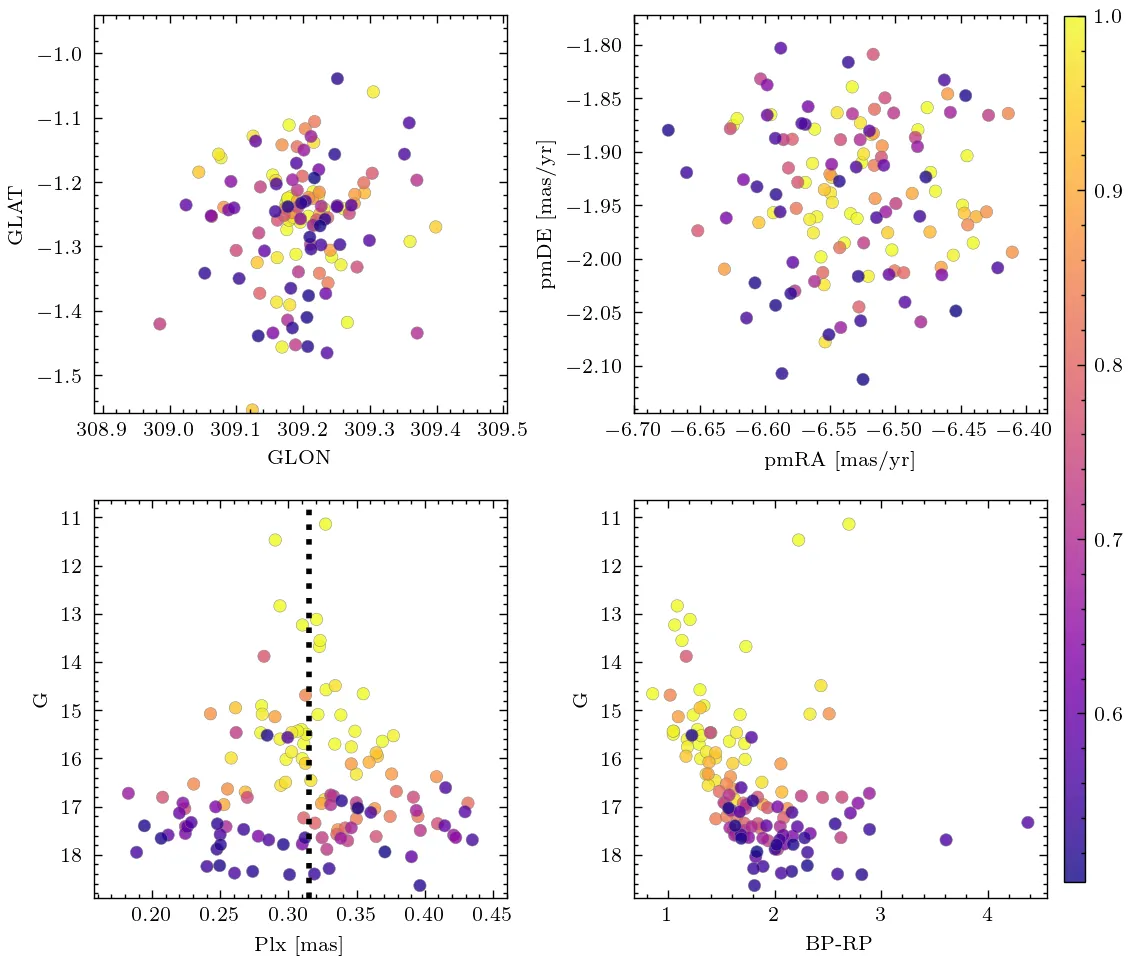 −1.0
−1.1
−1.2
−1.3
−1.4
−1.5
GLAT
308.9 309.0 309.1 309.2 309.3 309.4 309.5
GLON
−1.80
−1.85
−1.90
−1.95
−2.00
−2.05
−2.10
pmDE [mas/yr]
−6.70 −6.65 −6.60 −6.55 −6.50 −6.45 −6.40
pmRA [mas/yr]
11
12
13
14
15
16
17
18
G
0.20 0.25 0.30 0.35 0.40 0.45
Plx [mas]
11
12
13
14
15
16
17
18
G
1 2 3 4
BP-RP
1.0
0.9
0.8
0.7
0.6